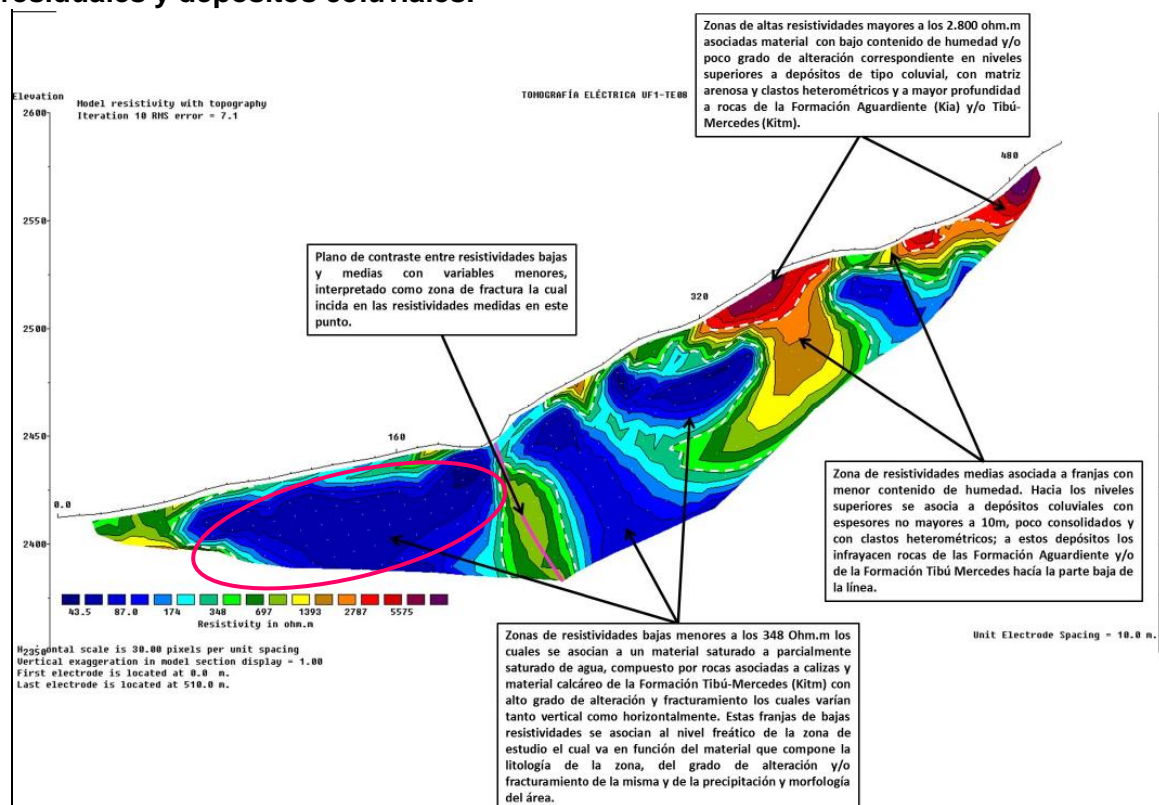 residuales y depósitos coluviales.
Zonas de altas resistividades mayores a los 2.800 ohm.m
asociadas material con bajo contenido de humedad y/o
poco grado de alteración correspondiente en niveles
superiores a depósitos de tipo coluvial, con matriz
arenosa y clastos heterométricos y a mayor profundidad
a rocas de la Formación Aguardiente (Kia) y/o Tibú-
Mercedes (Kitm).
Elevation
Model resistivity with topography
Iteration 10 RMS error = 7.1
TOMOGRAFÍA ELÉCTRICA UF1-TE08
2600
480
2550
Plano de contraste entre resistividades bajas
y medias con variables menores,
interpretado como zona de fractura la cual
incida en las resistividades medidas en este
punto.
320
2500
2450
160
Zona de resistividades medias asociada a franjas con
menor contenido de humedad. Hacia los niveles
superiores se asocia a depósitos coluviales con
espesores no mayores a 10m, poco consolidados y
con clastos heterométricos; a estos depósitos los
infrayacen rocas de las Formación Aguardiente y/o
de la Formación Tibú Mercedes hacía la parte baja de
la línea.
0.0
2400
43.5 87.0 174 348 697 1393 2787 5575
Resistivity in ohm.m
Zonas de resistividades bajas menores a los 348 Ohm.m los
cuales se asocian a un material saturado a parcialmente
saturado de agua, compuesto por rocas asociadas a calizas y
material calcáreo de la Formación Tibú-Mercedes (Kitm) con
alto grado de alteración y fracturamiento los cuales varían
tanto vertical como horizontalmente. Estas franjas de bajas
resistividades se asocian al nivel freático de la zona de
estudio el cual va en función del material que compone la
litología de la zona, del grado de alteración y/o
fracturamiento de la misma y de la precipitación y morfología
del área.
Unit Electrode Spacing = 10.0 m.
2350
scale is 30.00 pixels per unit spacing
Vertical exaggeration in model section display = 1.00
First electrode is located at 0.0 m.
Last electrode is located at 510.0 m.